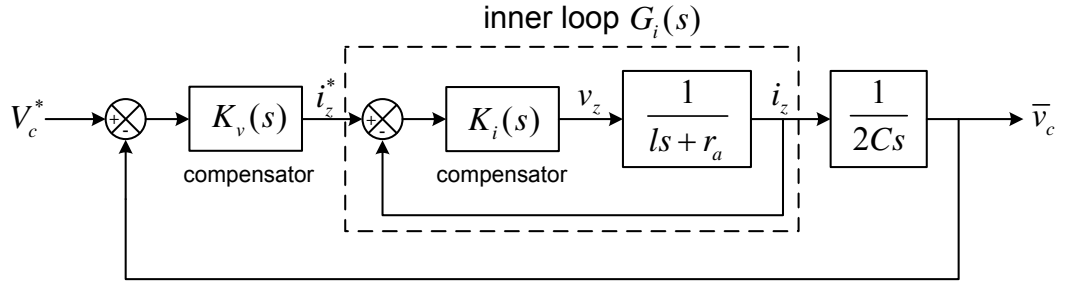 inner loop G_i(s)
V_c^*
+
-
K_v(s)
compensator
i_z^*
+
-
K_i(s)
compensator
v_z
1
ls + r_a
i_z
1
2Cs
v̄_c